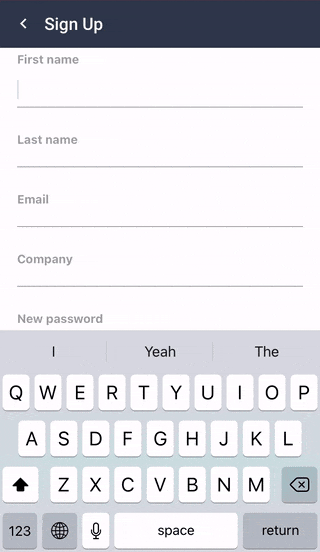 Sign Up
First name
Last name
Email
Company
New password
I Yeah The
Q W E R T Y U I O P
A S D F G H J K L
Z X C V B N M
123 space return